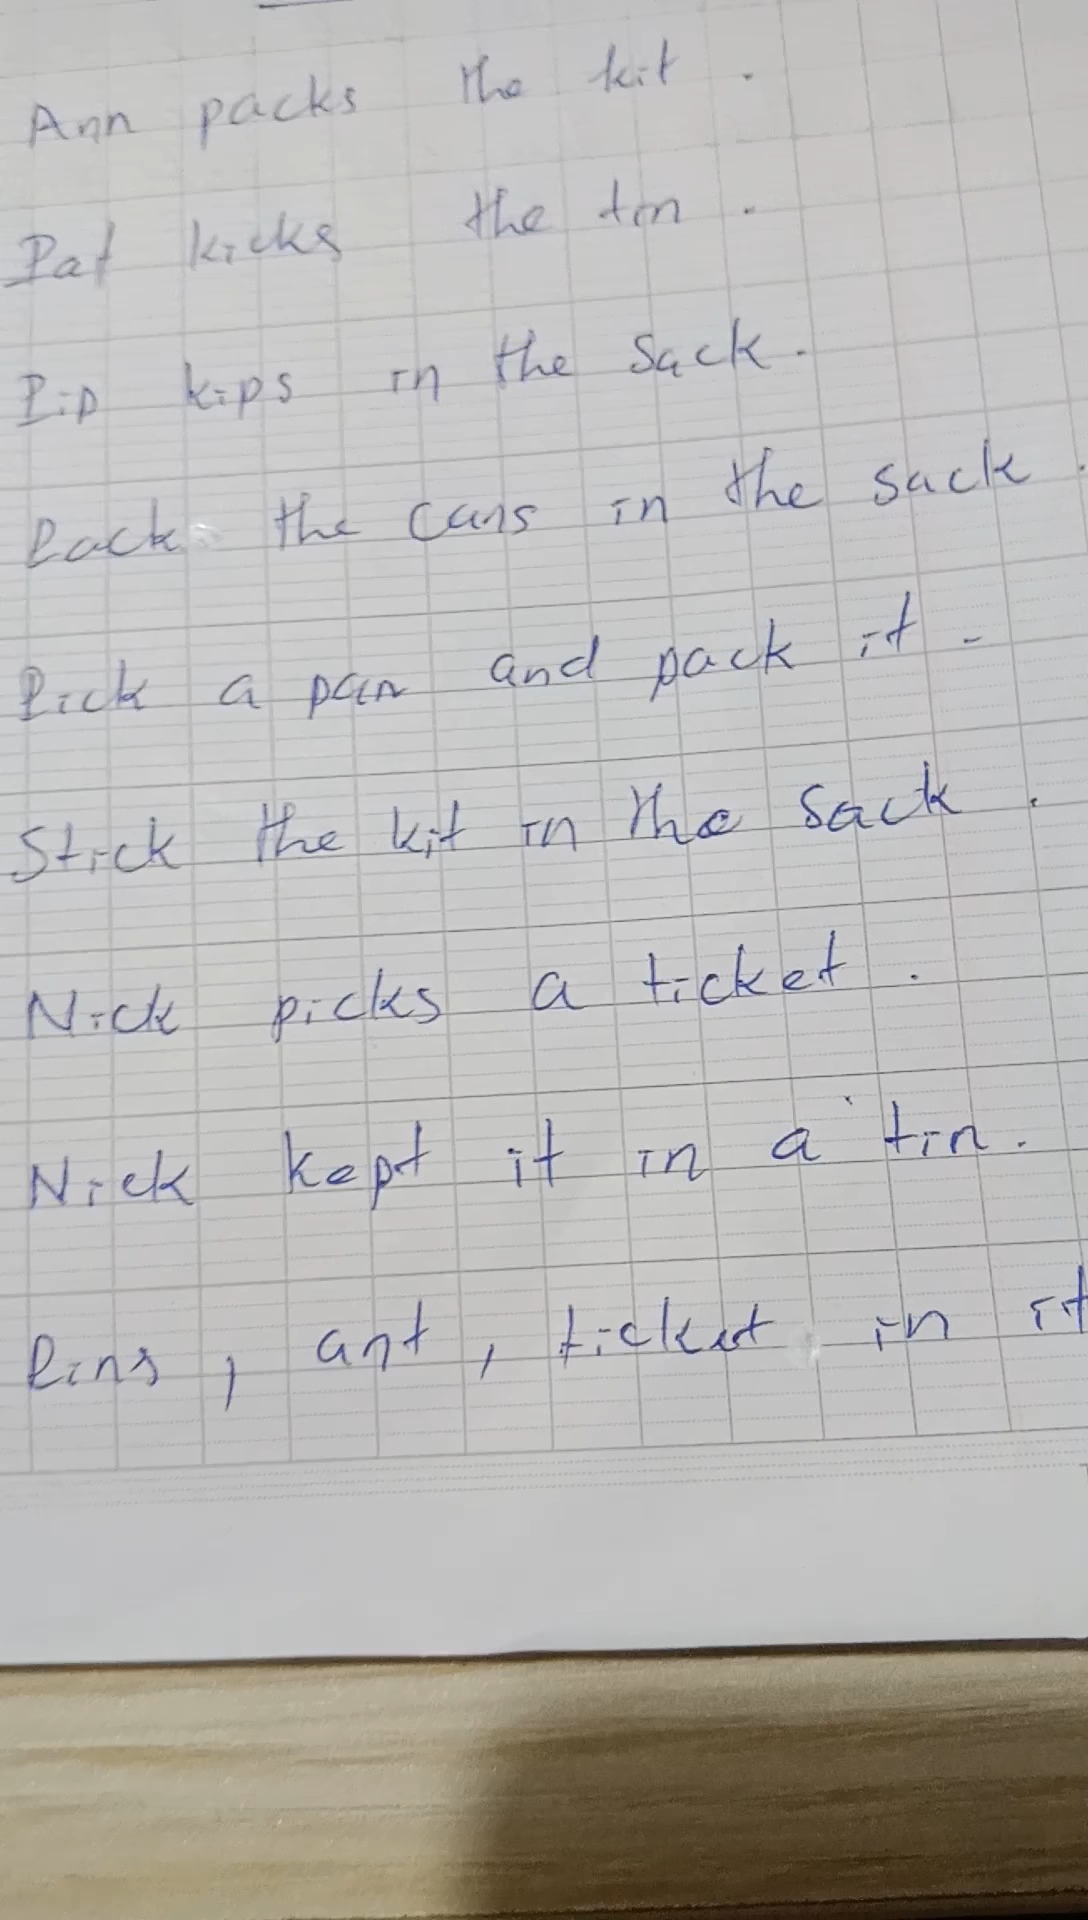 Ann packs the kit.
Pat kicks the tin.
Pip kips in the sack.
Pack the cans in the sack.
Pick a pan and pack it.
Stick the kit in the sack.
Nick picks a ticket.
Nick kept it in a tin.
Pins, ant, ticket in it